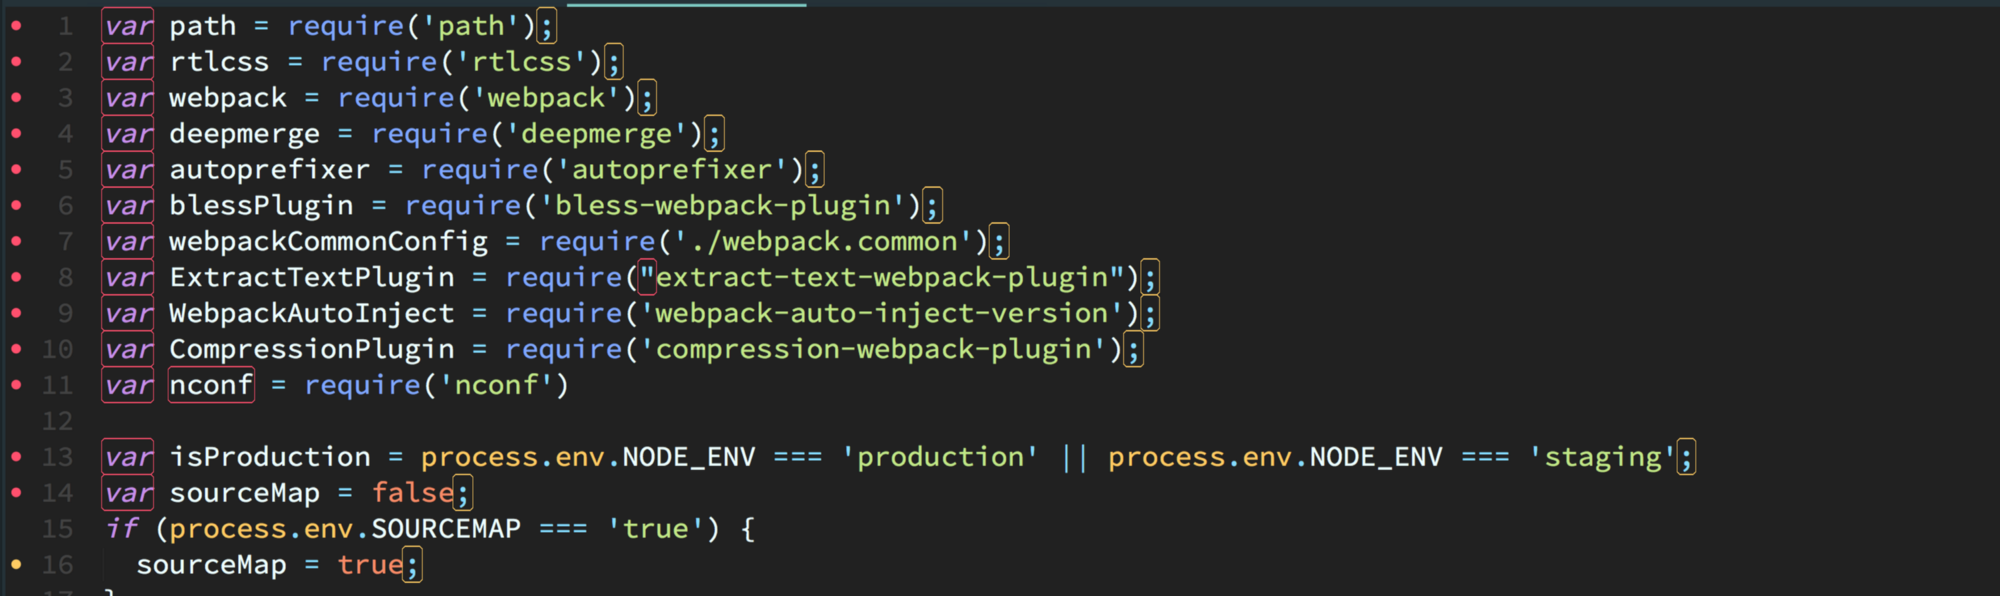 1 var path = require('path');
2 var rtlcss = require('rtlcss');
3 var webpack = require('webpack');
4 var deepmerge = require('deepmerge');
5 var autoprefixer = require('autoprefixer');
6 var blessPlugin = require('bless-webpack-plugin');
7 var webpackCommonConfig = require('./webpack.common');
8 var ExtractTextPlugin = require("extract-text-webpack-plugin");
9 var WebpackAutoInject = require('webpack-auto-inject-version');
10 var CompressionPlugin = require('compression-webpack-plugin');
11 var nconf = require('nconf')
12
13 var isProduction = process.env.NODE_ENV === 'production' || process.env.NODE_ENV === 'staging';
14 var sourceMap = false;
15 if (process.env.SOURCEMAP === 'true') {
16 sourceMap = true;